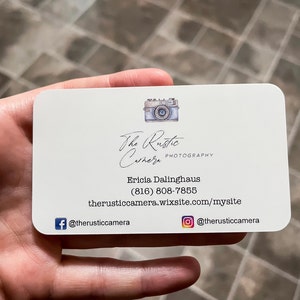 The Rustic
Camera PHOTOGRAPHY
Ericia Dalinghaus
(816) 808-7855
therusticcamera.wixsite.com/mysite
@therusticcamera @therusticcamera